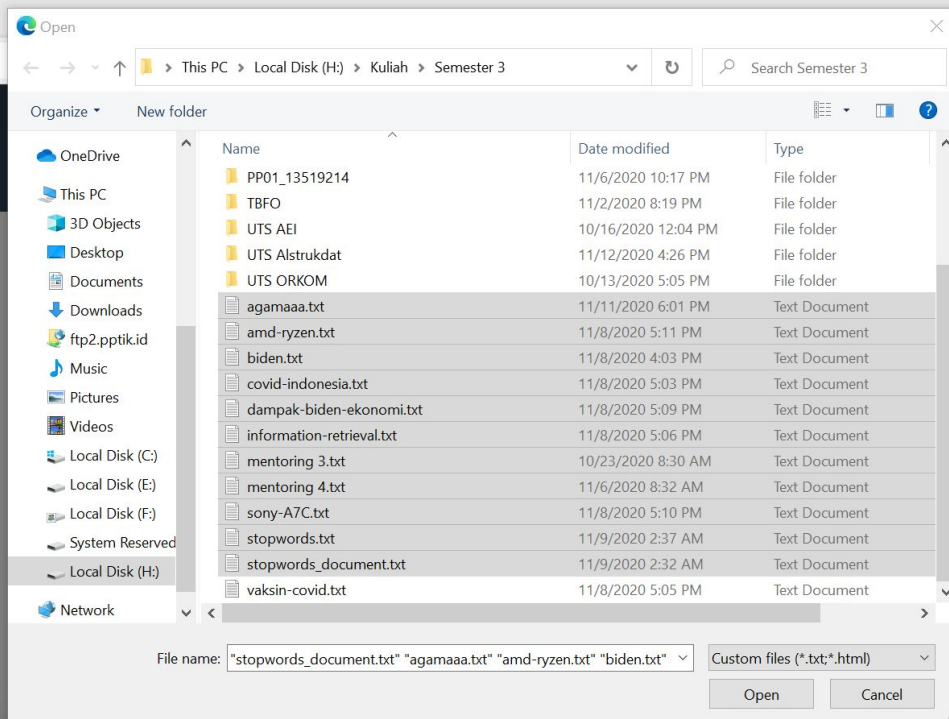 Open
This PC > Local Disk (H:) > Kuliah > Semester 3
Search Semester 3
Organize
New folder
?
OneDrive
This PC
3D Objects
Desktop
Documents
Downloads
ftp2.pptik.id
Music
Pictures
Videos
Local Disk (C:)
Local Disk (E:)
Local Disk (F:)
System Reserved
Local Disk (H:)
Network
Name Date modified Type
PP01_13519214 11/6/2020 10:17 PM File folder
TBFO 11/2/2020 8:19 PM File folder
UTS AEI 10/16/2020 12:04 PM File folder
UTS Alstrukdat 11/12/2020 4:26 PM File folder
UTS ORKOM 10/13/2020 5:05 PM File folder
agamaaa.txt 11/11/2020 6:01 PM Text Document
amd-ryzen.txt 11/8/2020 5:11 PM Text Document
biden.txt 11/8/2020 4:03 PM Text Document
covid-indonesia.txt 11/8/2020 5:03 PM Text Document
dampak-biden-ekonomi.txt 11/8/2020 5:09 PM Text Document
information-retrieval.txt 11/8/2020 5:06 PM Text Document
mentoring 3.txt 10/23/2020 8:30 AM Text Document
mentoring 4.txt 11/6/2020 8:32 AM Text Document
sony-A7C.txt 11/8/2020 5:10 PM Text Document
stopwords.txt 11/9/2020 2:37 AM Text Document
stopwords_document.txt 11/9/2020 2:32 AM Text Document
vaksin-covid.txt 11/8/2020 5:05 PM Text Document
File name: "stopwords_document.txt" "agamaaa.txt" "amd-ryzen.txt" "biden.txt"
Custom files (*.txt;*.html)
Open
Cancel